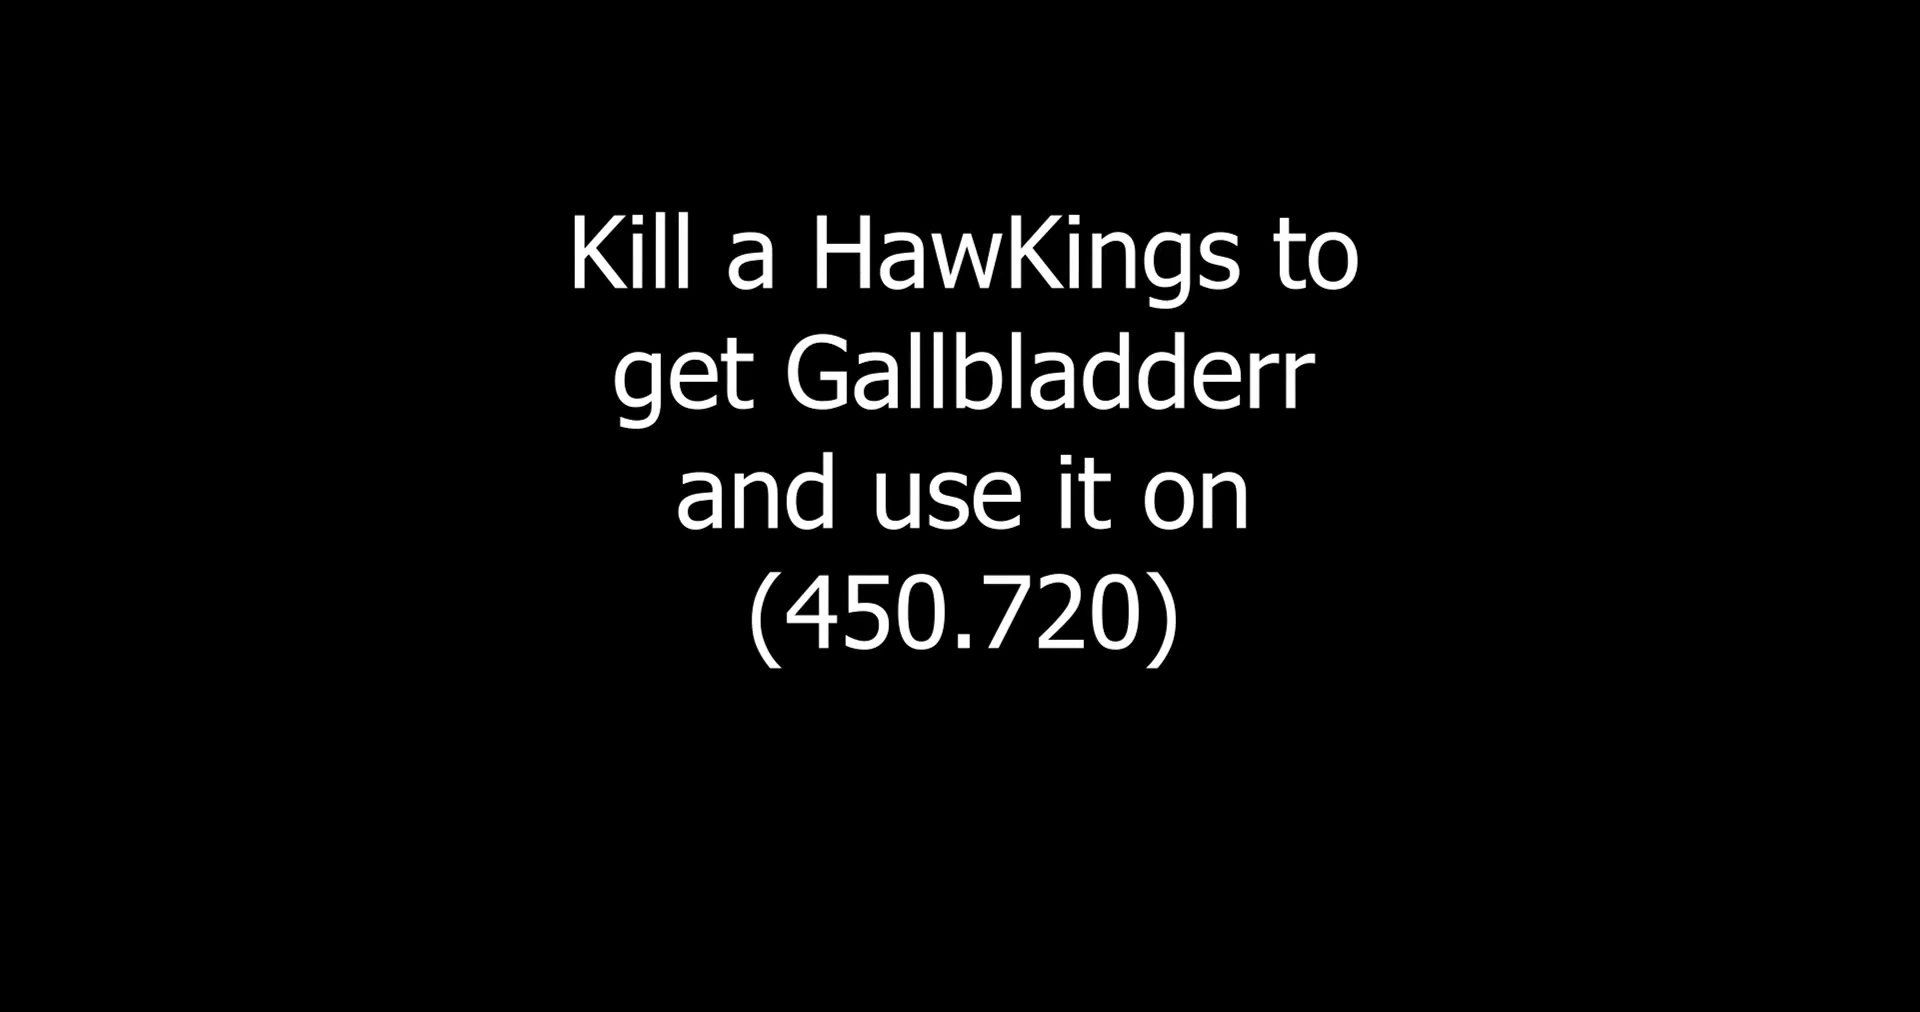 Kill a HawKings to
get Gallbladderr
and use it on
(450.720)